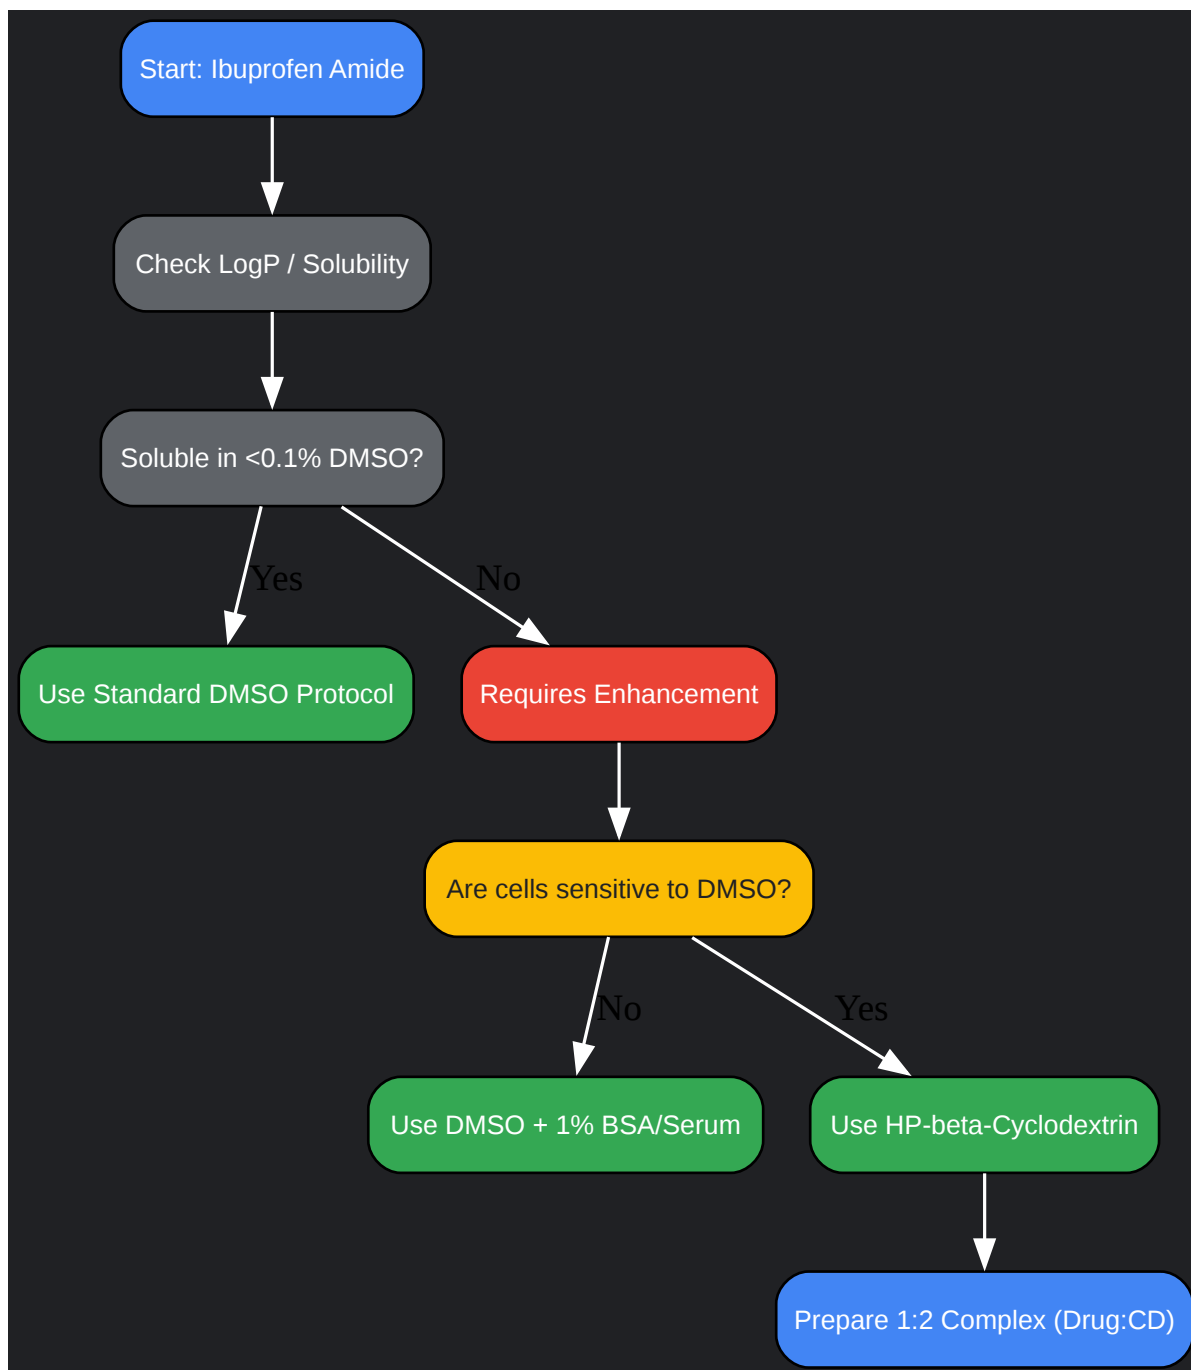 Start: Ibuprofen Amide
Check LogP / Solubility
Soluble in <0.1% DMSO?
Yes
No
Use Standard DMSO Protocol
Requires Enhancement
Are cells sensitive to DMSO?
No
Yes
Use DMSO + 1% BSA/Serum
Use HP-beta-Cyclodextrin
Prepare 1:2 Complex (Drug:CD)